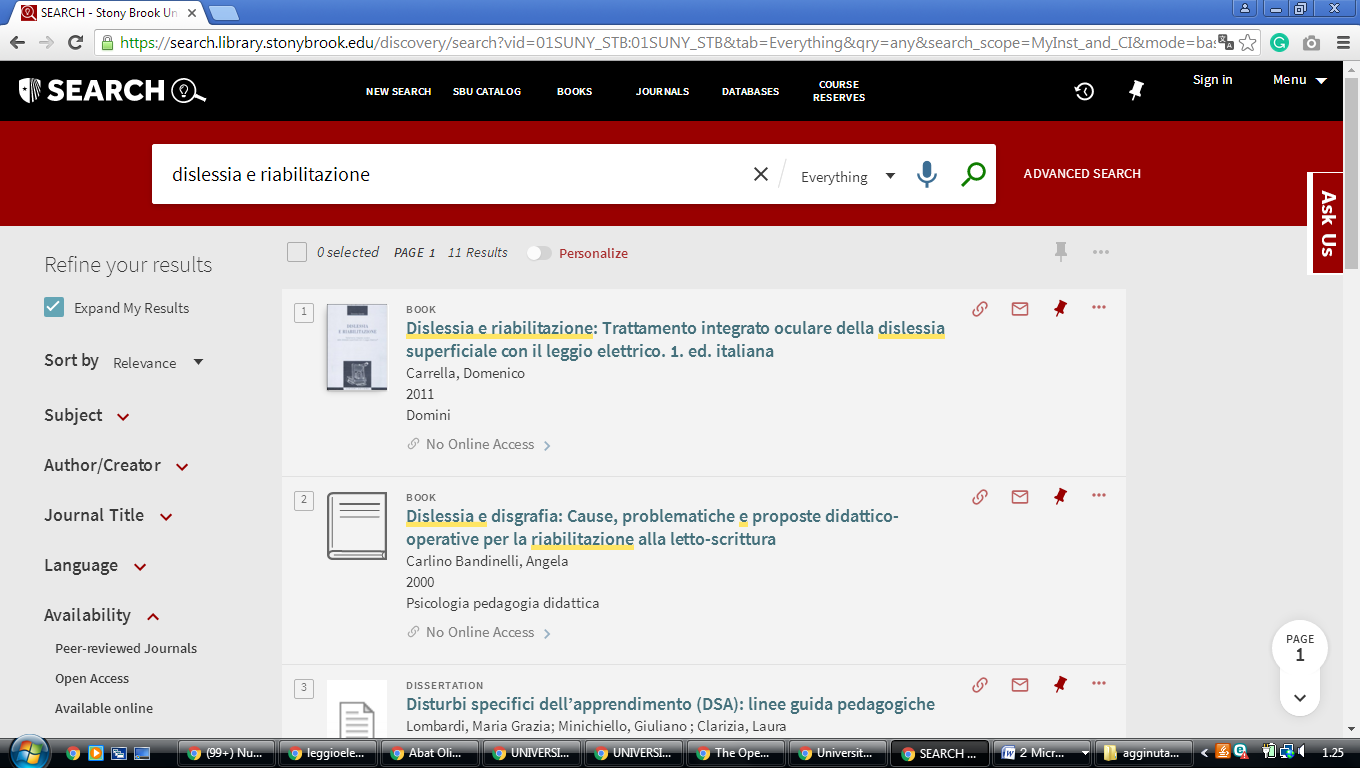 SEARCH - Stony Brook Un
https://search.library.stonybrook.edu/discovery/search?vid=01SUNY_STB:01SUNY_STB&tab=Everything&qry=any&search_scope=MyInst_and_CI&mode=bas
SEARCH
NEW SEARCH SBU CATALOG BOOKS JOURNALS DATABASES COURSE RESERVES
Sign in Menu
dislessia e riabilitazione
Everything
ADVANCED SEARCH
Ask Us
Refine your results
Expand My Results
Sort by Relevance
Subject
Author/Creator
Journal Title
Language
Availability
Peer-reviewed Journals
Open Access
Available online
0 selected PAGE 1 11 Results Personalize
1
BOOK
Dislessia e riabilitazione: Trattamento integrato oculare della dislessia
superficiale con il leggio elettrico. 1. ed. italiana
Carrella, Domenico
2011
Domini
No Online Access
2
BOOK
Dislessia e disgrafia: Cause, problematiche e proposte didattico-
operative per la riabilitazione alla letto-scrittura
Carlino Bandinelli, Angela
2000
Psicologia pedagogia didattica
No Online Access
3
DISSERTATION
Disturbi specifici dell'apprendimento (DSA): linee guida pedagogiche
Lombardi, Maria Grazia; Minichiello, Giuliano ; Clarizia, Laura
PAGE
1
(99+) Nu... leggioele... Abat Oli... UNIVERSI... UNIVERSI... The Ope... Universit... SEARCH ... 2 Micr... agginuta... 1.25